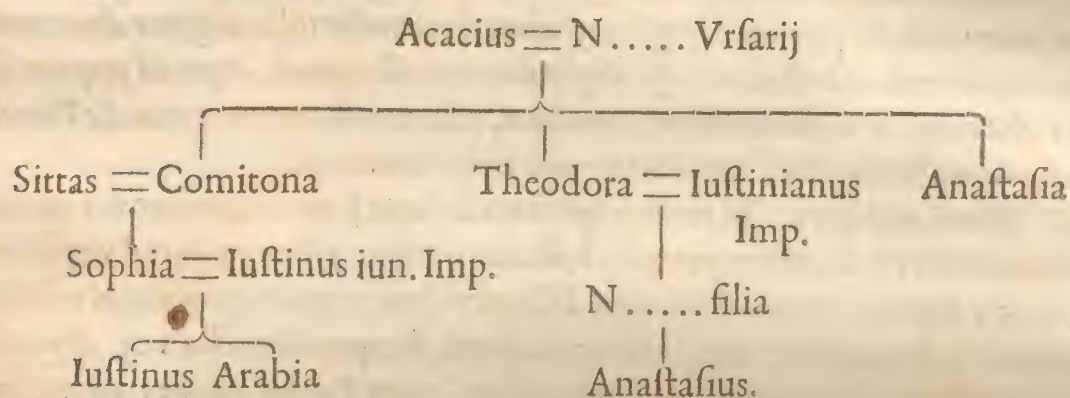 Acacius = N ..... Vrſarij
Sittas = Comitona Theodora = Iuſtinianus Anaſtaſia
Imp.
Sophia = Iuſtinus iun. Imp.
N ..... filia
Iuſtinus Arabia Anaſtaſius.